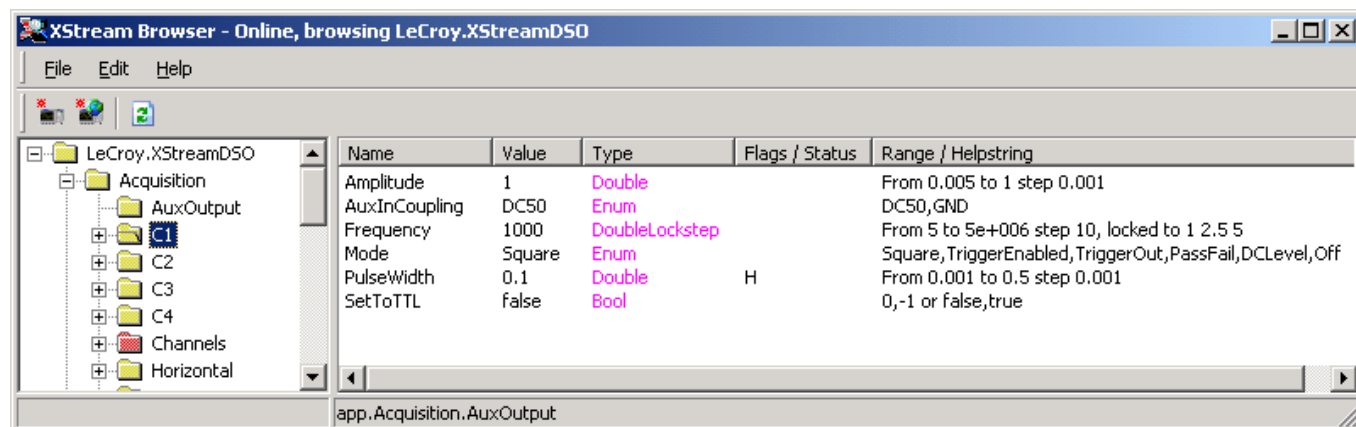 XStream Browser - Online, browsing LeCroy.XStreamDSO
File Edit Help
LeCroy.XStreamDSO
Acquisition
AuxOutput
C1
C2
C3
C4
Channels
Horizontal
Name Value Type Flags / Status Range / Helpstring
Amplitude 1 Double From 0.005 to 1 step 0.001
AuxInCoupling DC50 Enum DC50,GND
Frequency 1000 DoubleLockstep From 5 to 5e+006 step 10, locked to 1 2.5 5
Mode Square Enum Square,TriggerEnabled,TriggerOut,PassFail,DCLevel,Off
PulseWidth 0.1 Double H From 0.001 to 0.5 step 0.001
SetToTTL false Bool 0,-1 or false,true
app.Acquisition.AuxOutput